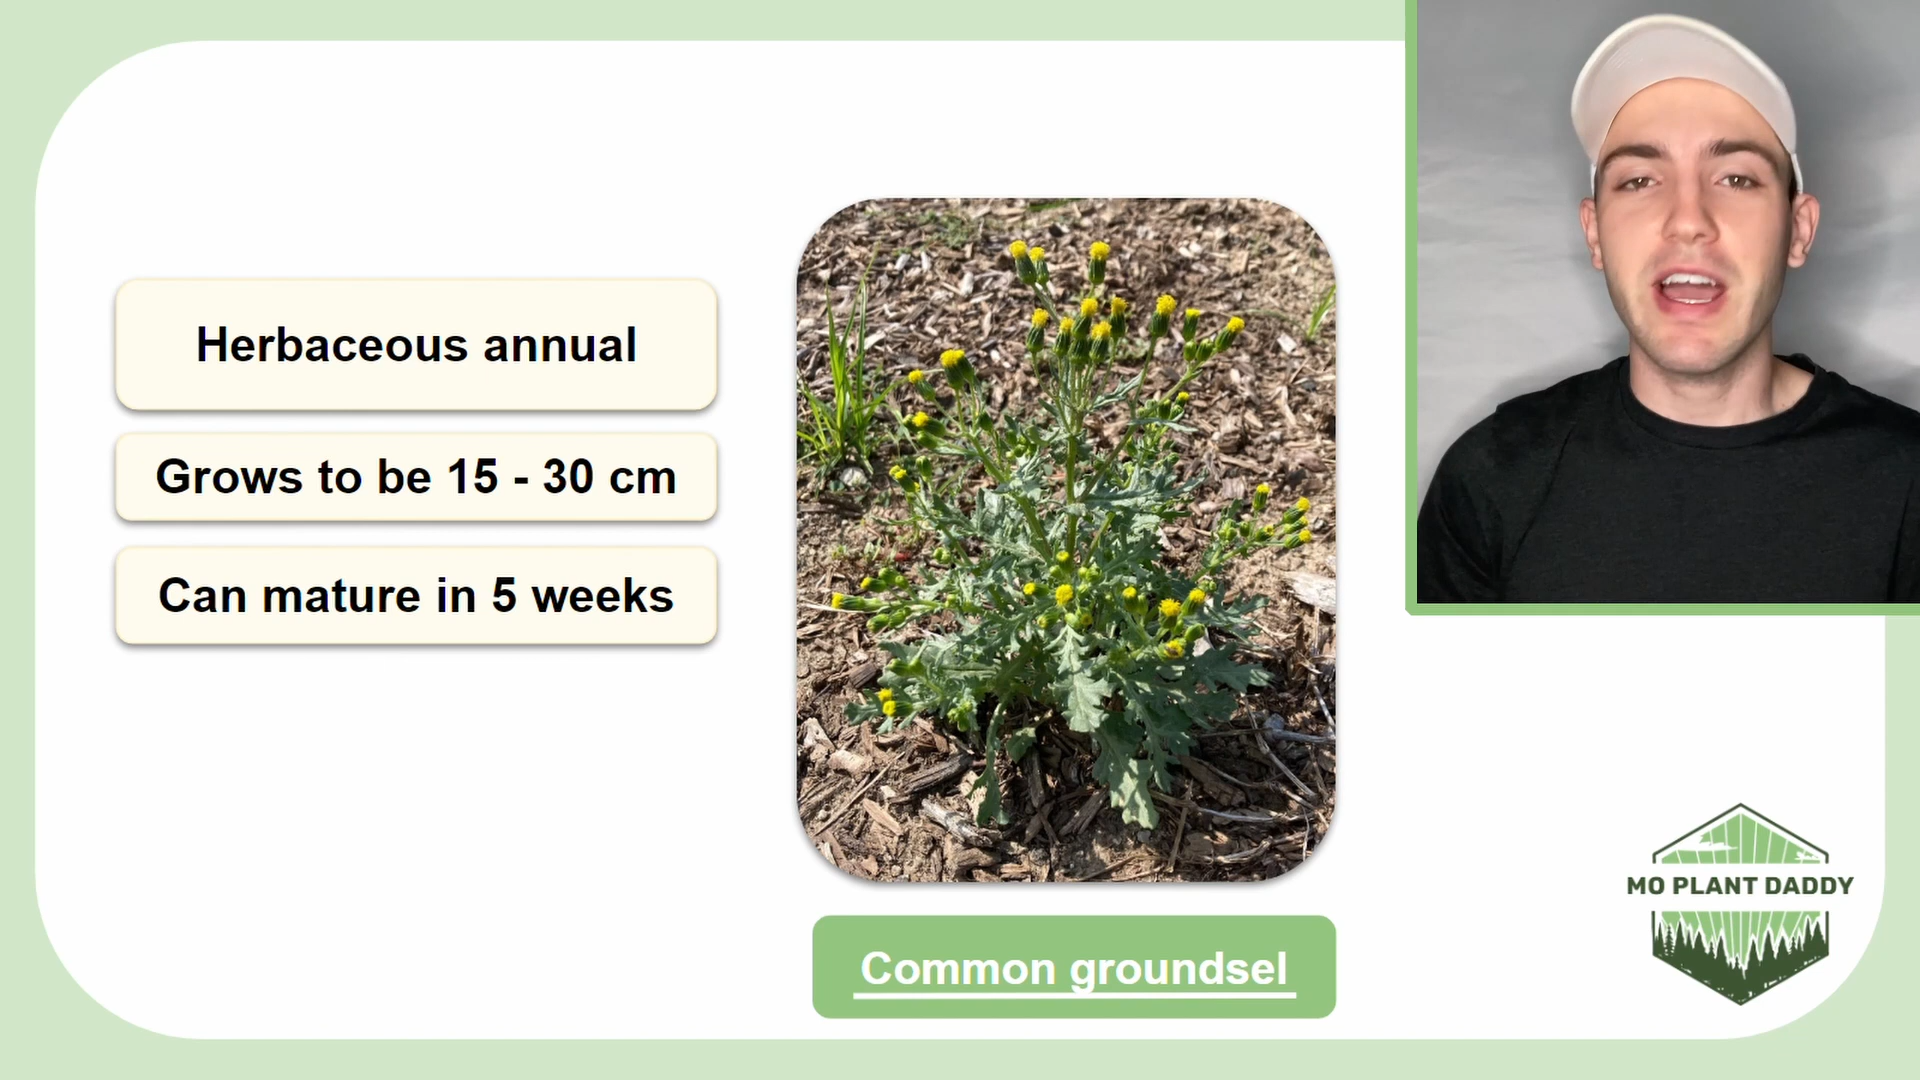 Herbaceous annual
Grows to be 15 - 30 cm
Can mature in 5 weeks
Common groundsel
MO PLANT DADDY